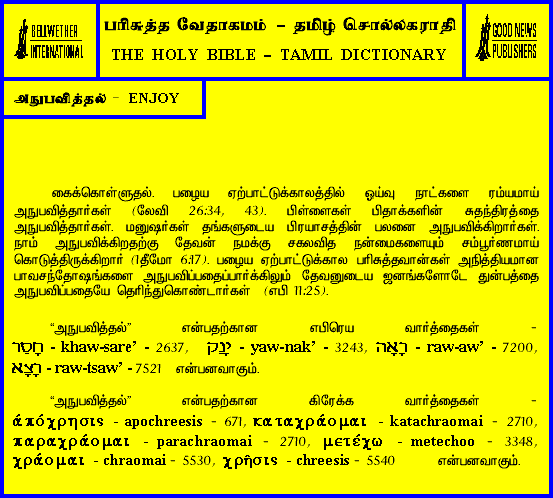 BELLWETHER
INTERNATIONAL
பரிசுத்த வேதாகமம் – தமிழ் சொல்லகராதி
THE HOLY BIBLE – TAMIL DICTIONARY
GOOD NEWS
PUBLISHERS
அநுபவித்தல் – ENJOY
கைக்கொள்ளுதல். பழைய ஏற்பாட்டுக்காலத்தில் ஓய்வு நாட்களை ரம்யமாய்
அநுபவித்தார்கள் (லேவி 26:34, 43). பிள்ளைகள் பிதாக்களின் சுதந்திரத்தை
அநுபவித்தார்கள். மனுஷர்கள் தங்களுடைய பிரயாசத்தின் பலனை அநுபவிக்கிறார்கள்.
நாம் அநுபவிக்கிறதற்கு தேவன் நமக்கு சகலவித நன்மைகளையும் சம்பூர்ணமாய்
கொடுத்திருக்கிறார் (1தீமோ 6:17). பழைய ஏற்பாட்டுக்கால பரிசுத்தவான்கள் அநித்தியமான
பாவசந்தோஷங்களை அநுபவிப்பதைப்பார்க்கிலும் தேவனுடைய ஜனங்களோடே துன்பத்தை
அநுபவிப்பதையே தெரிந்துகொண்டார்கள் (எபி 11:25).
“அநுபவித்தல்” என்பதற்கான எபிரெய வார்த்தைகள் –
חָסֵר - khaw-sare’ - 2637, יָנַק - yaw-nak’ - 3243, רָאָה - raw-aw’ - 7200,
רָצָא - raw-tsaw’ - 7521 என்பனவாகும்.
“அநுபவித்தல்” என்பதற்கான கிரேக்க வார்த்தைகள் –
άπόχρησις - apochreesis - 671, καταχράομαι - katachraomai - 2710,
παραχράομαι - parachraomai - 2710, μετέχω - metechoo - 3348,
χράομαι - chraomai - 5530, χρῆσις - chreesis - 5540 என்பனவாகும்.